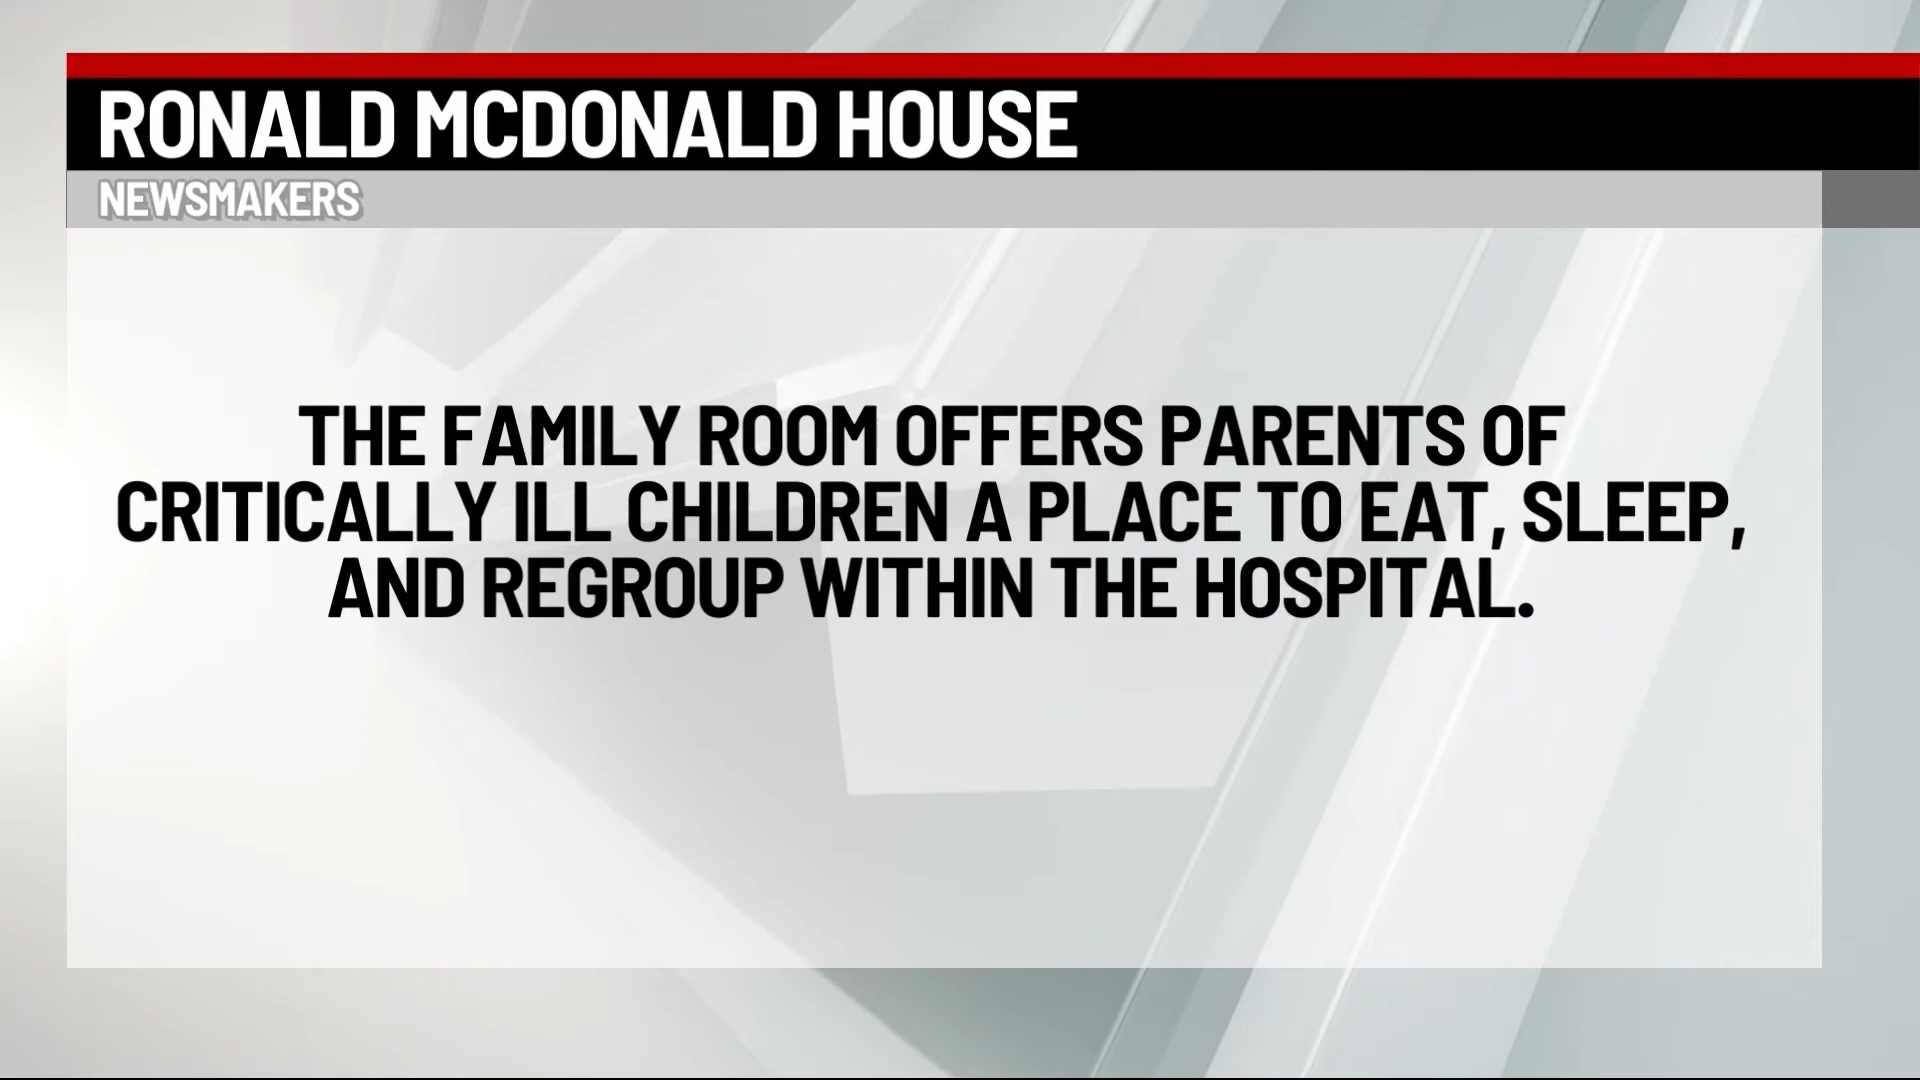 RONALD MCDONALD HOUSE
NEWSMAKERS
THE FAMILY ROOM OFFERS PARENTS OF
CRITICALLY ILL CHILDREN A PLACE TO EAT, SLEEP,
AND REGROUP WITHIN THE HOSPITAL.